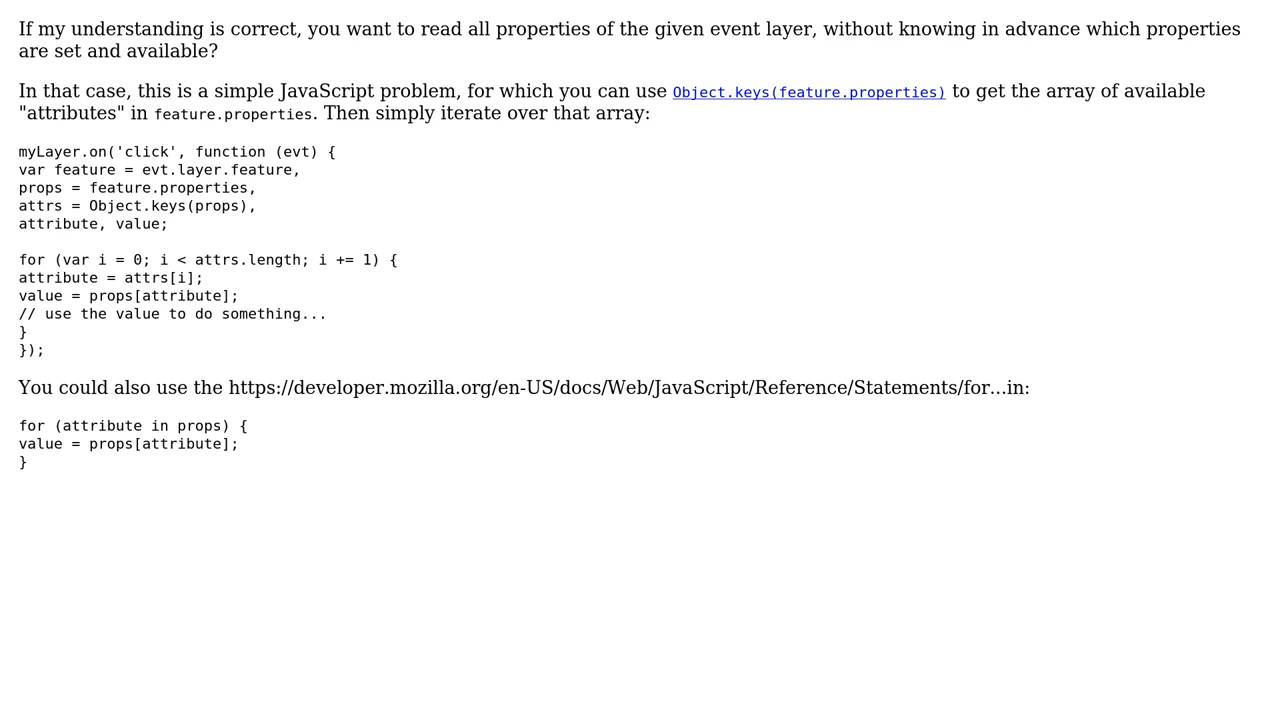 If my understanding is correct, you want to read all properties of the given event layer, without knowing in advance which properties
are set and available?
In that case, this is a simple JavaScript problem, for which you can use Object.keys(feature.properties) to get the array of available
"attributes" in feature.properties. Then simply iterate over that array:
myLayer.on('click', function (evt) {
var feature = evt.layer.feature,
props = feature.properties,
attrs = Object.keys(props),
attribute, value;
for (var i = 0; i < attrs.length; i += 1) {
attribute = attrs[i];
value = props[attribute];
// use the value to do something...
}
});
You could also use the https://developer.mozilla.org/en-US/docs/Web/JavaScript/Reference/Statements/for...in:
for (attribute in props) {
value = props[attribute];
}